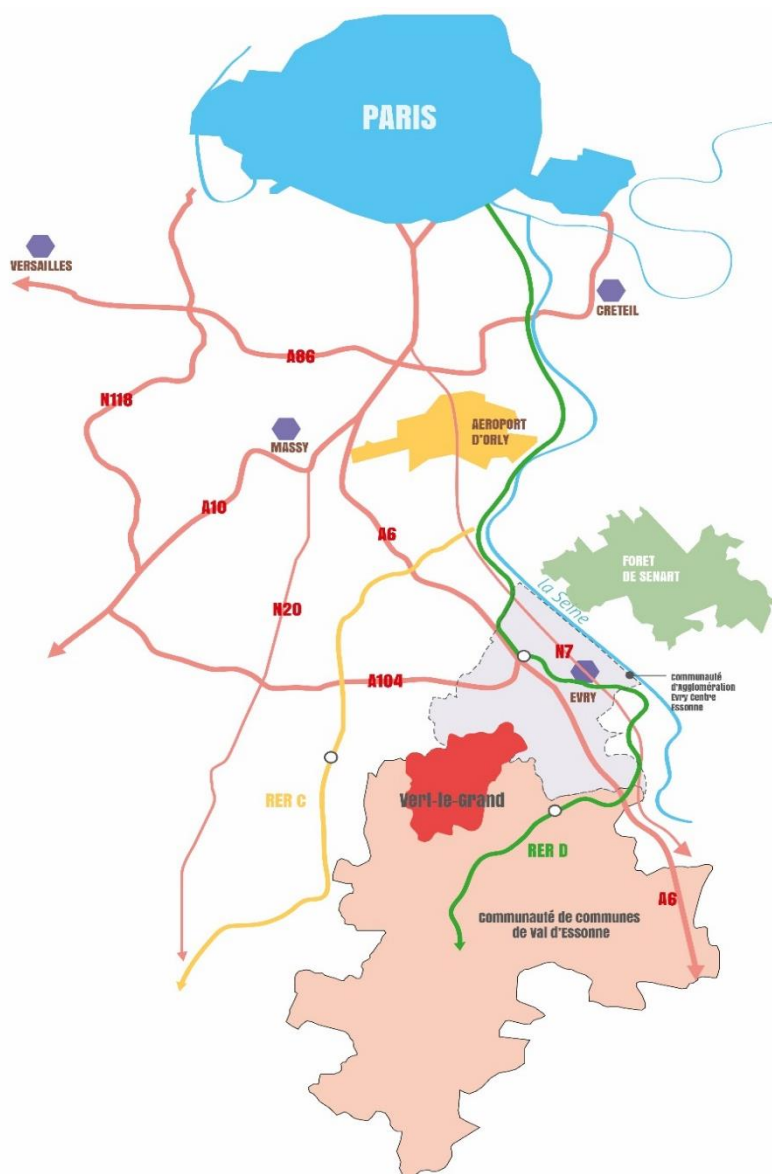 PARIS
VERSAILLES
CRETEIL
A86
N118
MASSY
AEROPORT
D'ORLY
A10
A6
FORET
DE SENART
la Seine
N20
N7
A104
EVRY
Communauté
d'Agglomération
Evry Centre
Essonne
RER C
Vert-le-Grand
RER D
A6
Communauté de communes
de Val d'Essonne